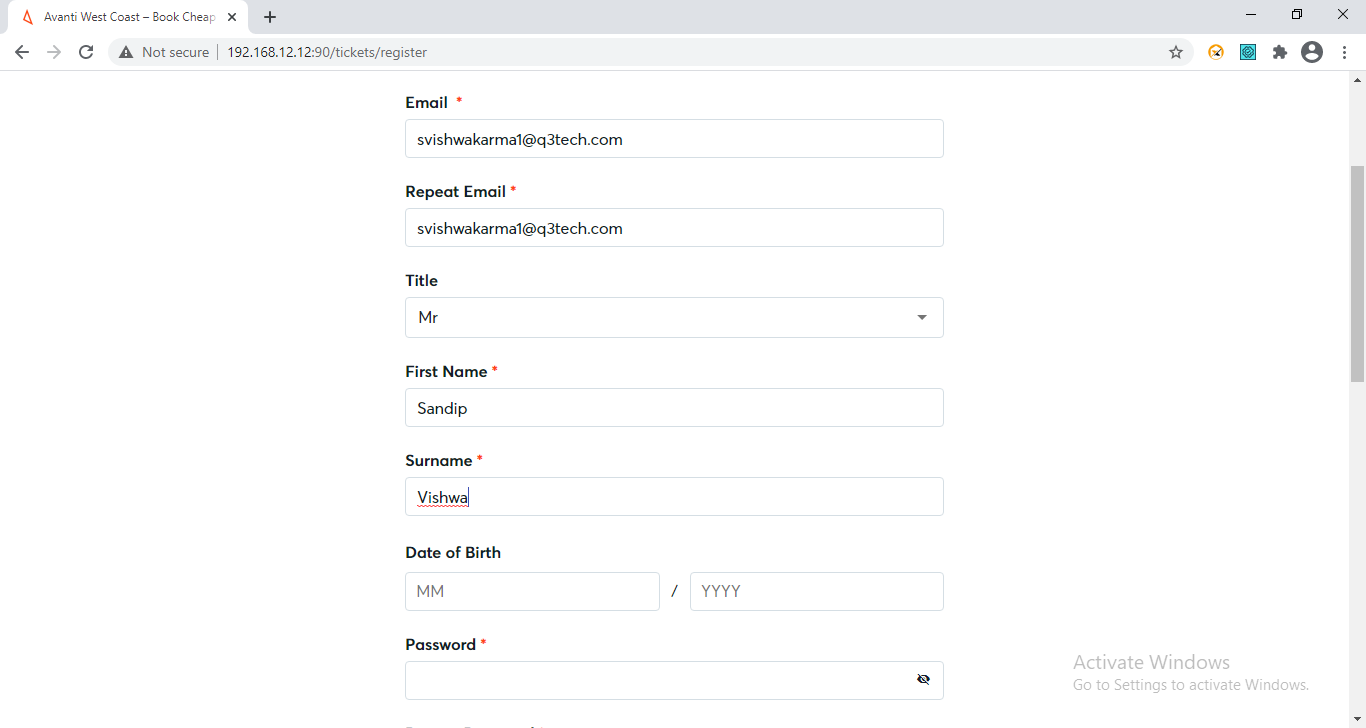 Avanti West Coast – Book Cheap
Not secure
192.168.12.12:90/tickets/register
Email *
svishwakarma1@q3tech.com
Repeat Email *
svishwakarma1@q3tech.com
Title
Mr
First Name *
Sandip
Surname *
Vishwa
Date of Birth
MM / YYYY
Password *
Activate Windows
Go to Settings to activate Windows.